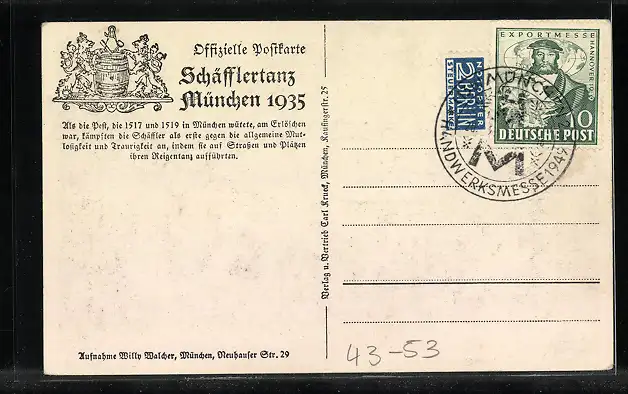 Offizielle Postkarte
Schäfflertanz
München 1935
Als die Pest, die 1517 und 1519 in München wütete, am Erlöschen
war, kämpften die Schäffler als erste gegen die allgemeine Mut-
losigkeit und Traurigkeit an, indem sie auf Straßen und Plätzen
ihren Reigentanz aufführten.
Aufnahme Willy Walcher, München, Neuhauser Str. 29
Verlag u. Vertrieb Carl Krueck, München, Kaufingerstr. 25
NOTOPFER
2 BERLIN
STEUERMARKE
EXPORTMESSE HANNOVER 1949
10
DEUTSCHE POST
MÜNCHEN
M
HANDWERKSMESSE 1949
43-53